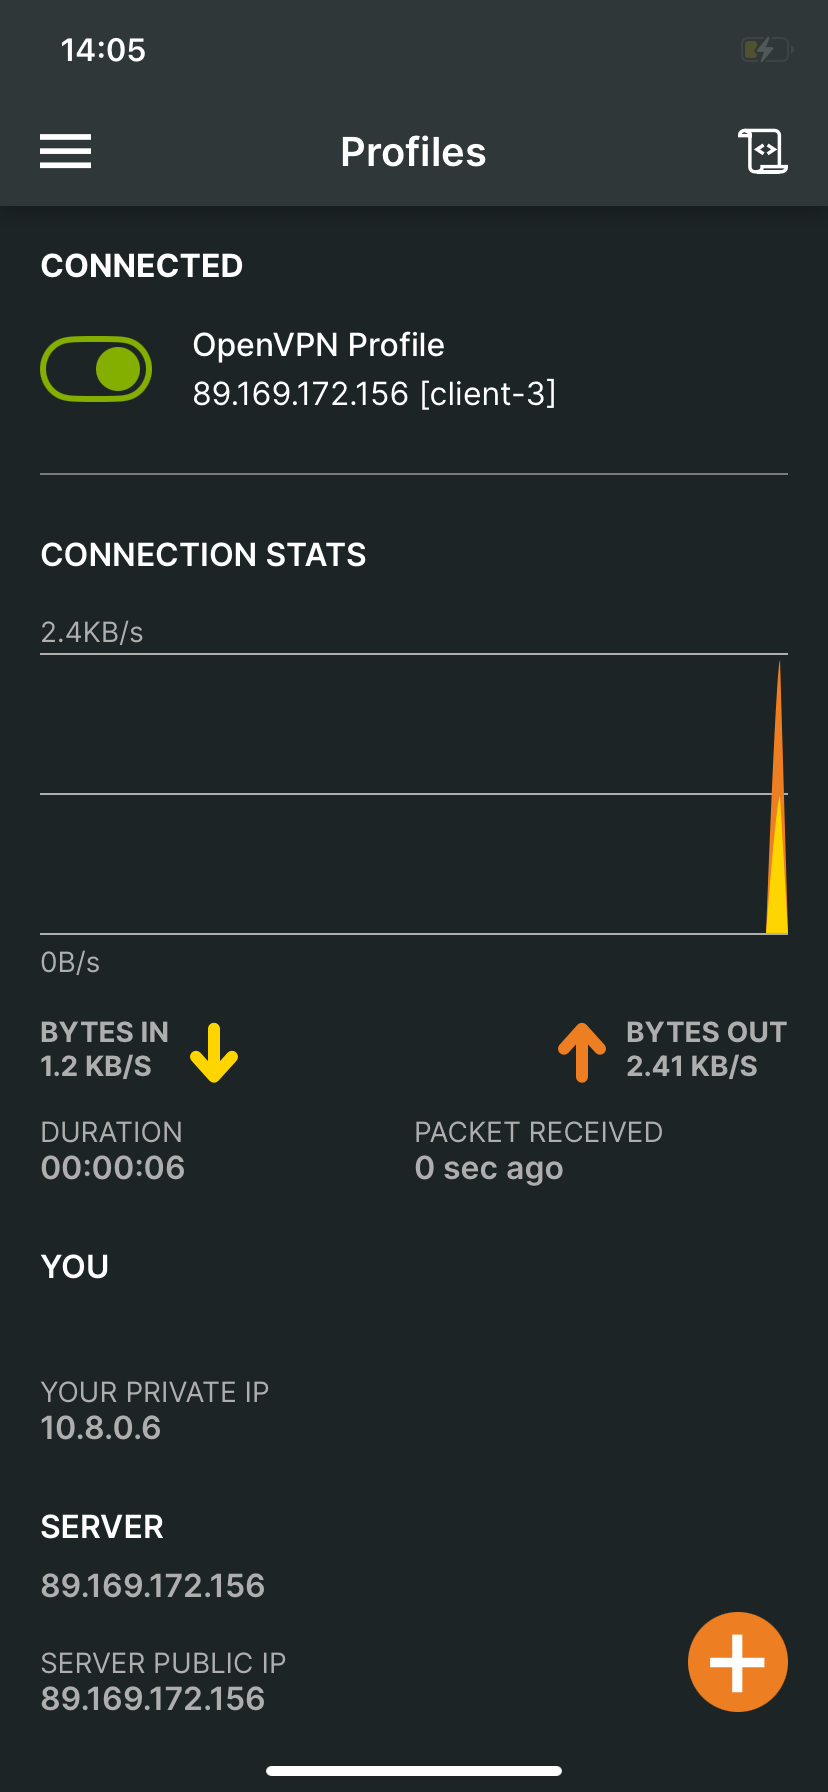 14:05
Profiles
CONNECTED
OpenVPN Profile
89.169.172.156 [client-3]
CONNECTION STATS
2.4KB/s
0B/s
BYTES IN
1.2 KB/S
BYTES OUT
2.41 KB/S
DURATION
00:00:06
PACKET RECEIVED
0 sec ago
YOU
YOUR PRIVATE IP
10.8.0.6
SERVER
89.169.172.156
SERVER PUBLIC IP
89.169.172.156